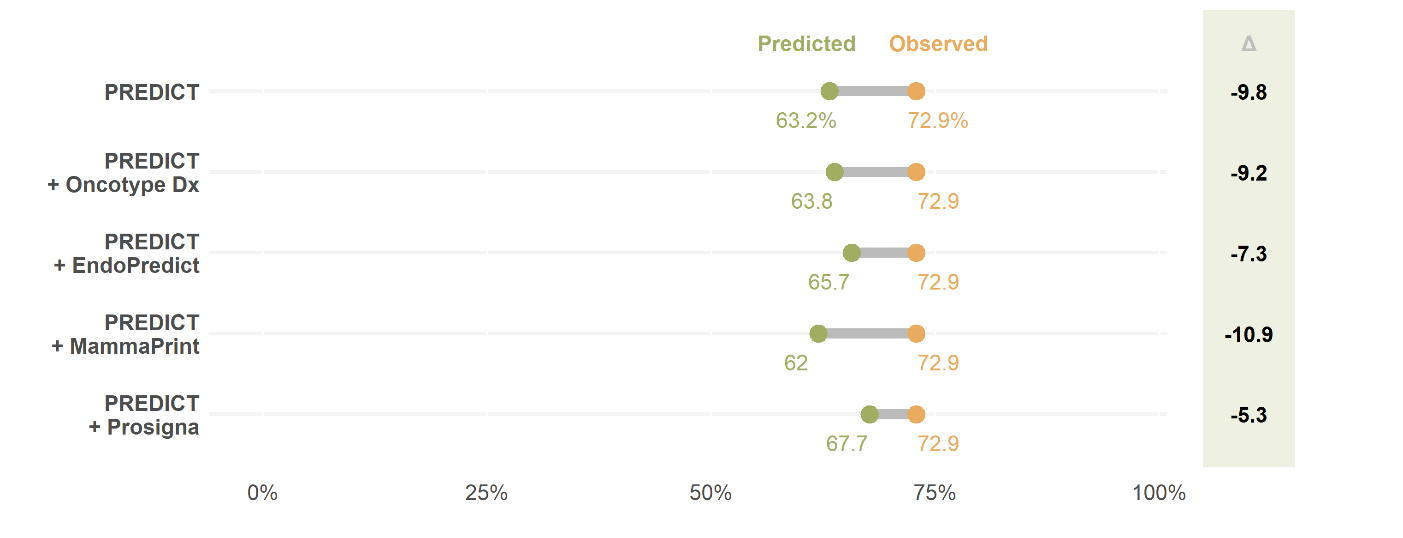 Predicted Observed Δ
PREDICT -9.8
63.2% 72.9%
PREDICT
+ Oncotype Dx -9.2
63.8 72.9
PREDICT
+ EndoPredict -7.3
65.7 72.9
PREDICT
+ MammaPrint -10.9
62 72.9
PREDICT
+ Prosigna -5.3
67.7 72.9
0% 25% 50% 75% 100%